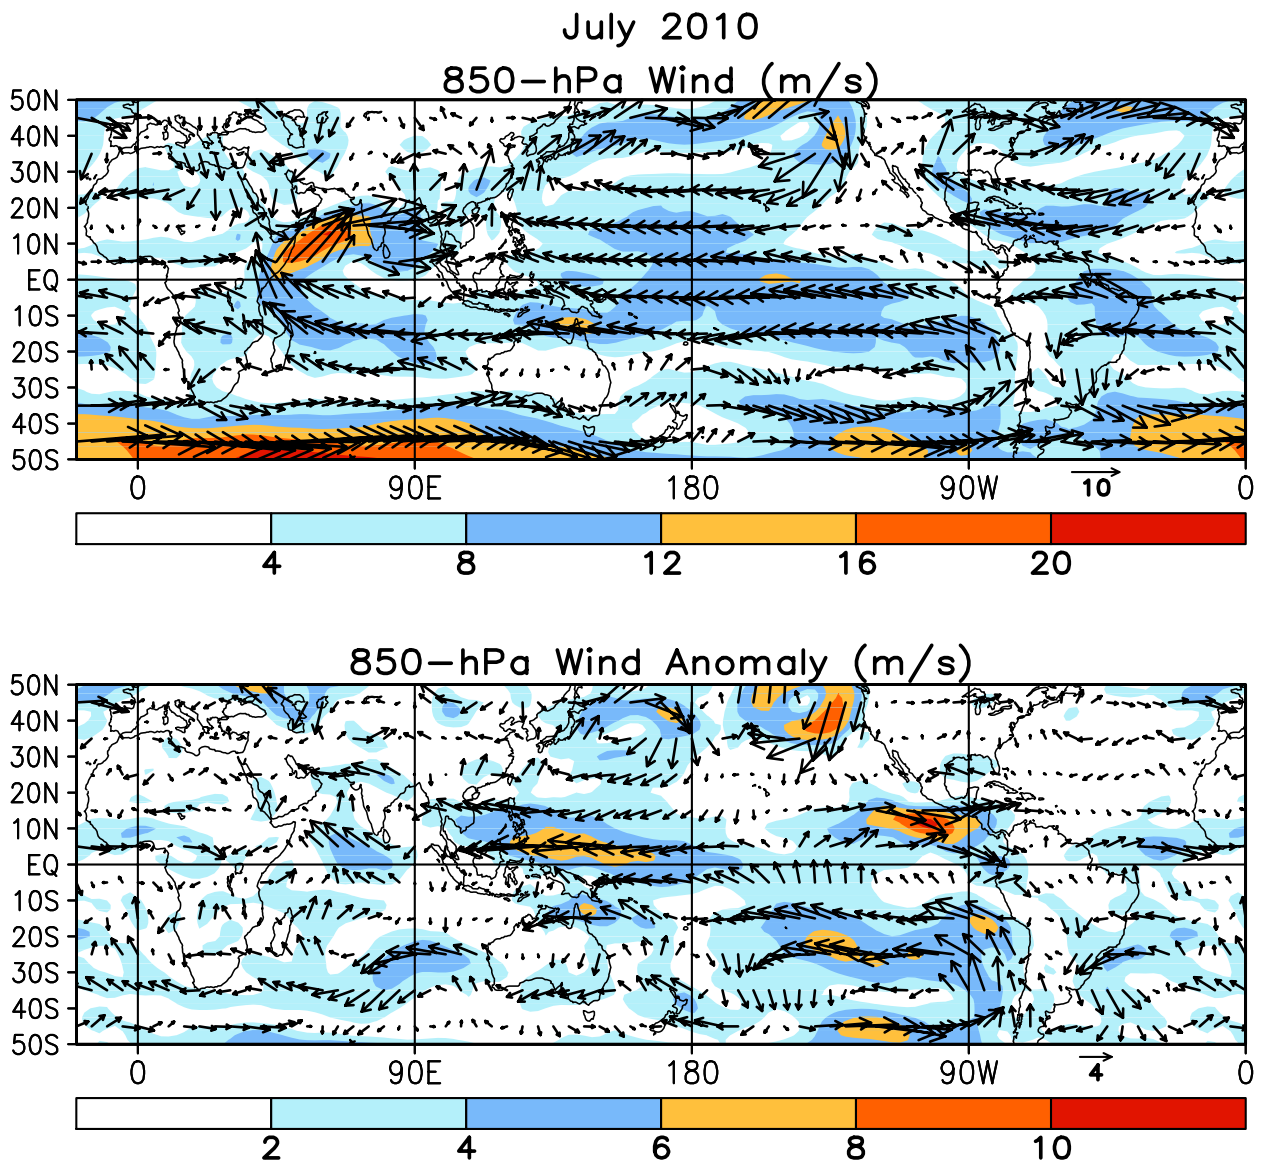 July 2010
850-hPa Wind (m/s)
50N
40N
30N
20N
10N
EQ
10S
20S
30S
40S
50S
0 90E 180 90W 0
10
4 8 12 16 20
850-hPa Wind Anomaly (m/s)
50N
40N
30N
20N
10N
EQ
10S
20S
30S
40S
50S
0 90E 180 90W 0
4
2 4 6 8 10